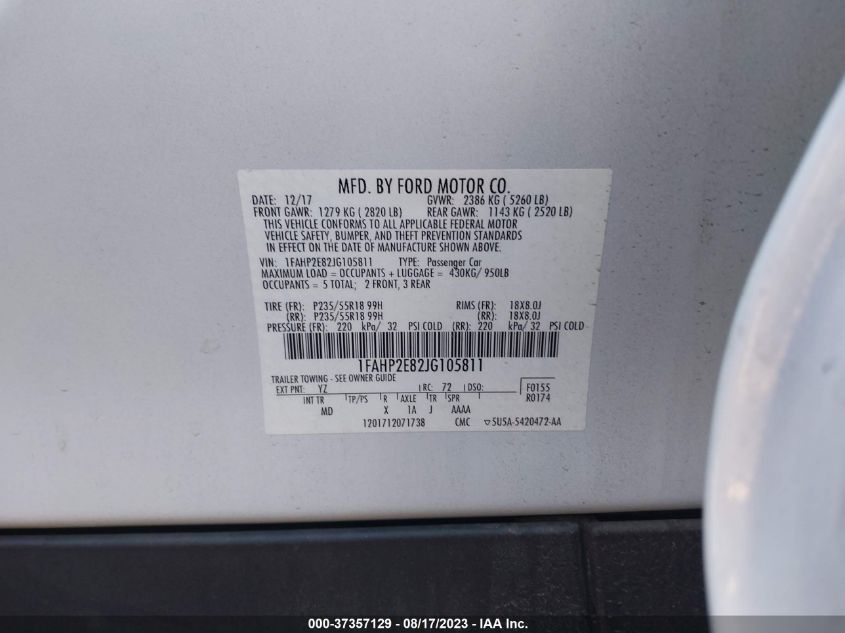 MFD. BY FORD MOTOR CO.
DATE: 12/17 GVWR: 2386 KG ( 5260 LB)
FRONT GAWR: 1279 KG ( 2820 LB) REAR GAWR: 1143 KG ( 2520 LB)
THIS VEHICLE CONFORMS TO ALL APPLICABLE FEDERAL MOTOR
VEHICLE SAFETY, BUMPER, AND THEFT PREVENTION STANDARDS
IN EFFECT ON THE DATE OF MANUFACTURE SHOWN ABOVE.
VIN: 1FAHP2E82JG105811 TYPE: Passenger Car
MAXIMUM LOAD = OCCUPANTS + LUGGAGE = 430KG/ 950LB
OCCUPANTS = 5 TOTAL; 2 FRONT, 3 REAR
TIRE (FR): P235/55R18 99H RIMS (FR): 18X8.0J
(RR): P235/55R18 99H (RR): 18X8.0J
PRESSURE (FR): 220 kPa/ 32 PSI COLD (RR): 220 kPa/ 32 PSI COLD
1FAHP2E82JG105811
TRAILER TOWING - SEE OWNER GUIDE
EXT PNT: YZ RC: 72 DSO: F0155
INT TR TP/PS R AXLE TR SPR R0174
MD X 1A J AAAA
1201712071738 CMC ▽5U5A-5420472-AA
000-37357129 - 08/17/2023 - © IAA Inc.